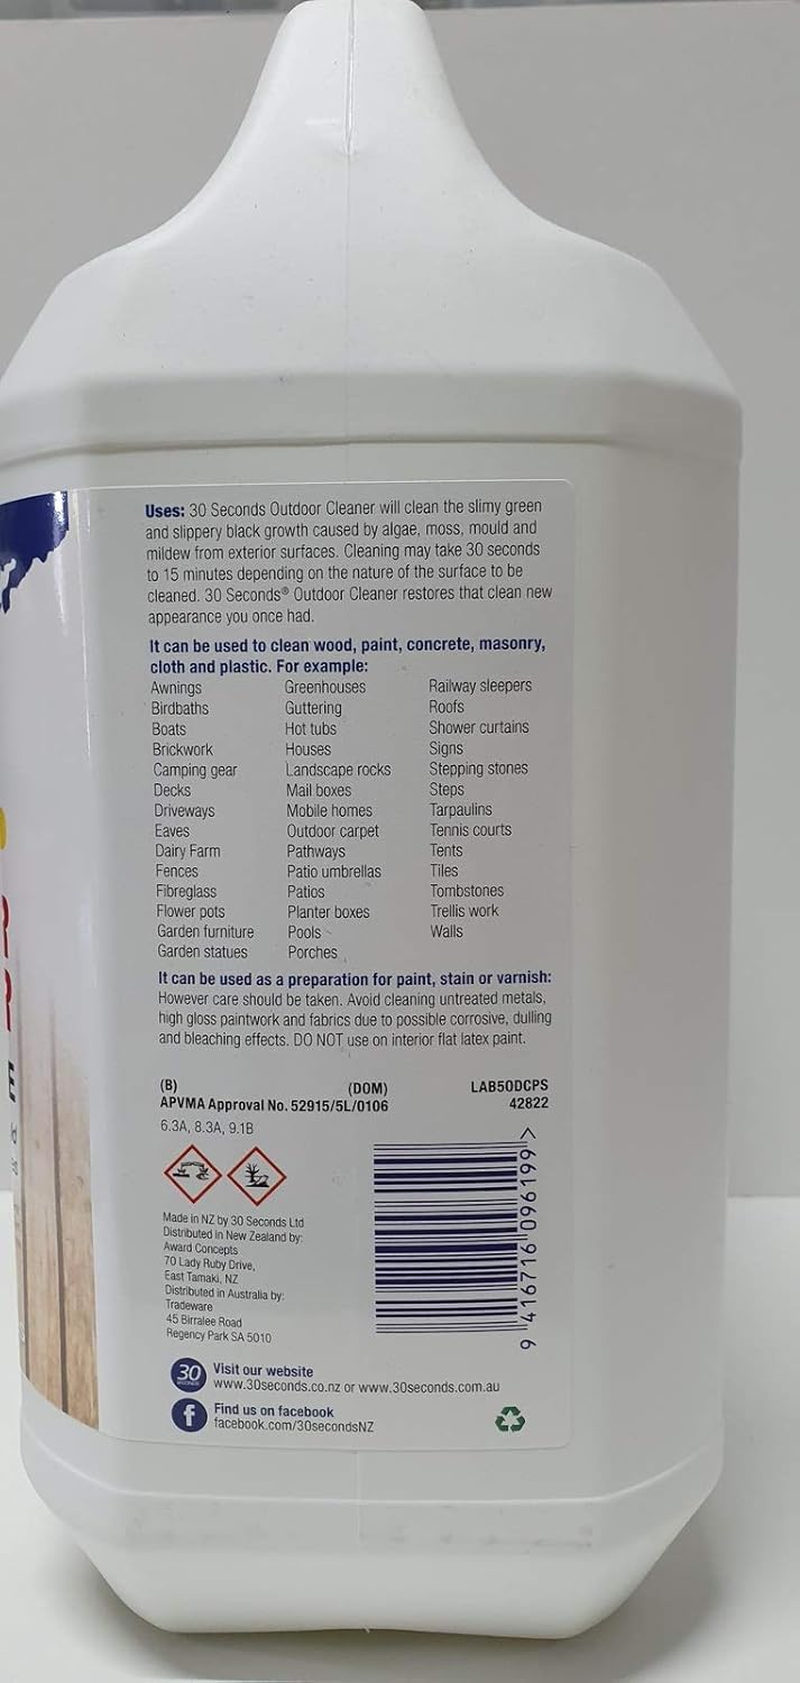 Uses: 30 Seconds Outdoor Cleaner will clean the slimy green
and slippery black growth caused by algae, moss, mould and
mildew from exterior surfaces. Cleaning may take 30 seconds
to 15 minutes depending on the nature of the surface to be
cleaned. 30 Seconds® Outdoor Cleaner restores that clean new
appearance you once had.
It can be used to clean wood, paint, concrete, masonry,
cloth and plastic. For example:
Awnings
Birdbaths
Boats
Brickwork
Camping gear
Decks
Driveways
Eaves
Dairy Farm
Fences
Fibreglass
Flower pots
Garden furniture
Garden statues
Greenhouses
Guttering
Hot tubs
Houses
Landscape rocks
Mail boxes
Mobile homes
Outdoor carpet
Pathways
Patio umbrellas
Patios
Planter boxes
Pools
Porches
Railway sleepers
Roofs
Shower curtains
Signs
Stepping stones
Steps
Tarpaulins
Tennis courts
Tents
Tiles
Tombstones
Trellis work
Walls
It can be used as a preparation for paint, stain or varnish:
However care should be taken. Avoid cleaning untreated metals,
high gloss paintwork and fabrics due to possible corrosive, dulling
and bleaching effects. DO NOT use on interior flat latex paint.
(B) (DOM) LAB5ODCPS
APVMA Approval No. 52915/5L/0106 42822
6.3A, 8.3A, 9.1B
Made in NZ by 30 Seconds Ltd
Distributed in New Zealand by:
Award Concepts
70 Lady Ruby Drive,
East Tamaki, NZ
Distributed in Australia by:
Tradeware
45 Birralee Road
Regency Park SA 5010
9 416716 096199 >
30
Visit our website
www.30seconds.co.nz or www.30seconds.com.au
f
Find us on facebook
facebook.com/30secondsNZ